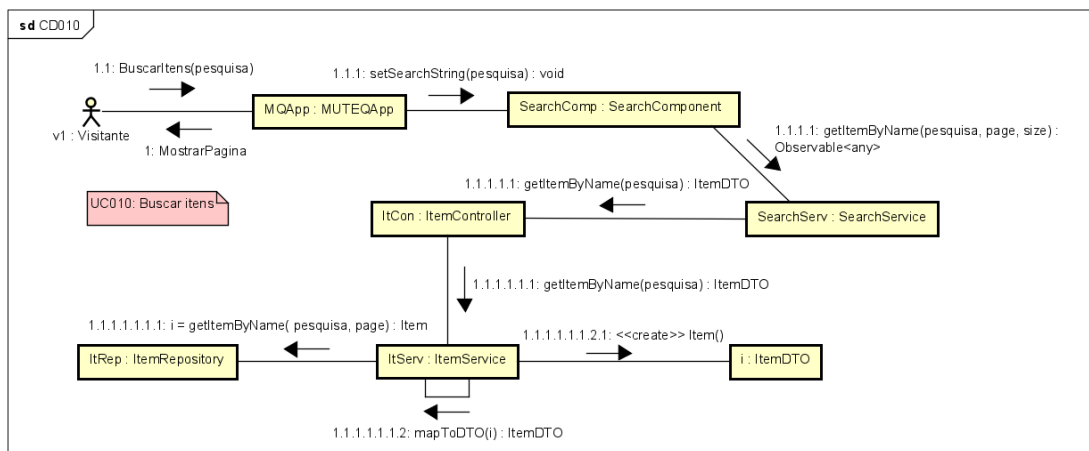 sd CD010
1.1: BuscarItens(pesquisa)
1.1.1: setSearchString(pesquisa) : void
MQApp : MUTEQApp
SearchComp : SearchComponent
v1 : Visitante
1: MostrarPagina
1.1.1.1: getItemByName(pesquisa, page, size) :
Observable<any>
1.1.1.1.1: getItemByName(pesquisa) : ItemDTO
UC010: Buscar itens
ItCon : ItemController
SearchServ : SearchService
1.1.1.1.1.1: getItemByName(pesquisa) : ItemDTO
1.1.1.1.1.1.1: i = getItemByName( pesquisa, page) : Item
1.1.1.1.1.1.2.1: <<create>> Item()
ItRep : ItemRepository
ItServ : ItemService
i : ItemDTO
1.1.1.1.1.1.2: mapToDTO(i) : ItemDTO